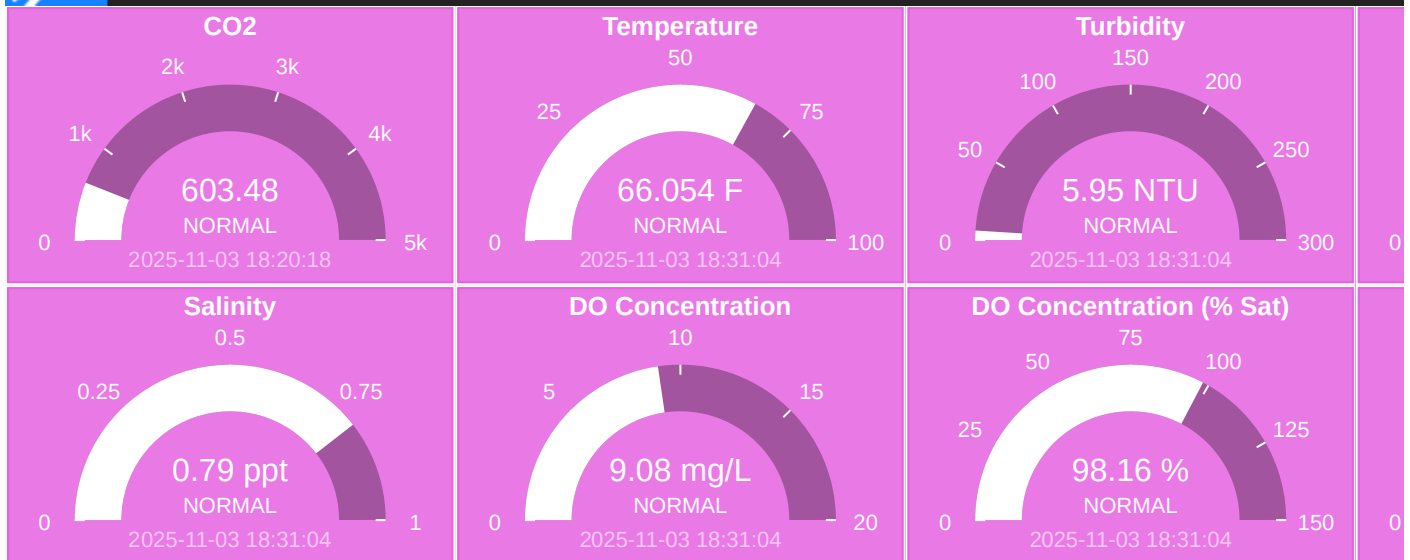 CO2
0
1k
2k
3k
4k
5k
603.48
NORMAL
2025-11-03 18:20:18
Temperature
0
25
50
75
100
66.054 F
NORMAL
2025-11-03 18:31:04
Turbidity
0
50
100
150
200
250
300
5.95 NTU
NORMAL
2025-11-03 18:31:04
0
Salinity
0
0.25
0.5
0.75
1
0.79 ppt
NORMAL
2025-11-03 18:31:04
DO Concentration
0
5
10
15
20
9.08 mg/L
NORMAL
2025-11-03 18:31:04
DO Concentration (% Sat)
0
25
50
75
100
125
150
98.16 %
NORMAL
2025-11-03 18:31:04
0